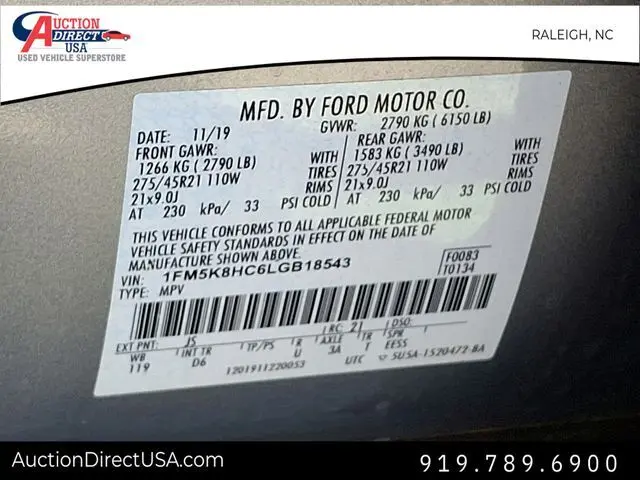 AUCTION
DIRECT
USA
USED VEHICLE SUPERSTORE
RALEIGH, NC
MFD. BY FORD MOTOR CO.
DATE: 11/19 GVWR: 2790 KG ( 6150 LB)
FRONT GAWR: REAR GAWR:
1266 KG ( 2790 LB) WITH 1583 KG ( 3490 LB) WITH
275/45R21 110W TIRES 275/45R21 110W TIRES
21x9.0J RIMS 21x9.0J RIMS
AT 230 kPa/ 33 PSI COLD AT 230 kPa/ 33 PSI COLD
THIS VEHICLE CONFORMS TO ALL APPLICABLE FEDERAL MOTOR
VEHICLE SAFETY STANDARDS IN EFFECT ON THE DATE OF
MANUFACTURE SHOWN ABOVE.
VIN: 1FM5K8HC6LGB18543 F0083
TYPE: MPV T0134
EXT PNT: JS RC: 21 DSO:
WB INT TR TP/PS R AXLE TR SPR
119 D6 U 3A T EESS
1201911220053 UTC 5USA-1520472-BA
AuctionDirectUSA.com
919.789.6900